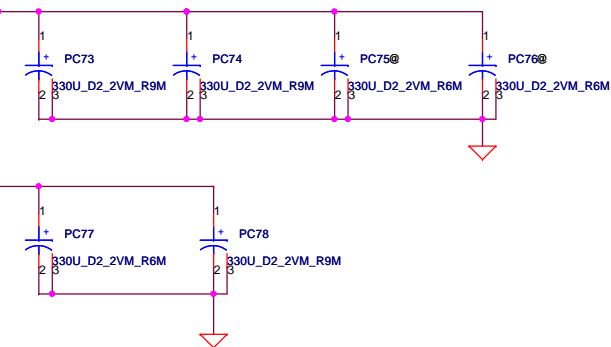 1 1 1 1
+ PC73 + PC74 + PC75@ + PC76@
330U_D2_2VM_R9M 330U_D2_2VM_R9M 330U_D2_2VM_R6M 330U_D2_2VM_R6M
2 3 2 3 2 3 2 3
1 1
+ PC77 + PC78
330U_D2_2VM_R6M 330U_D2_2VM_R9M
2 3 2 3